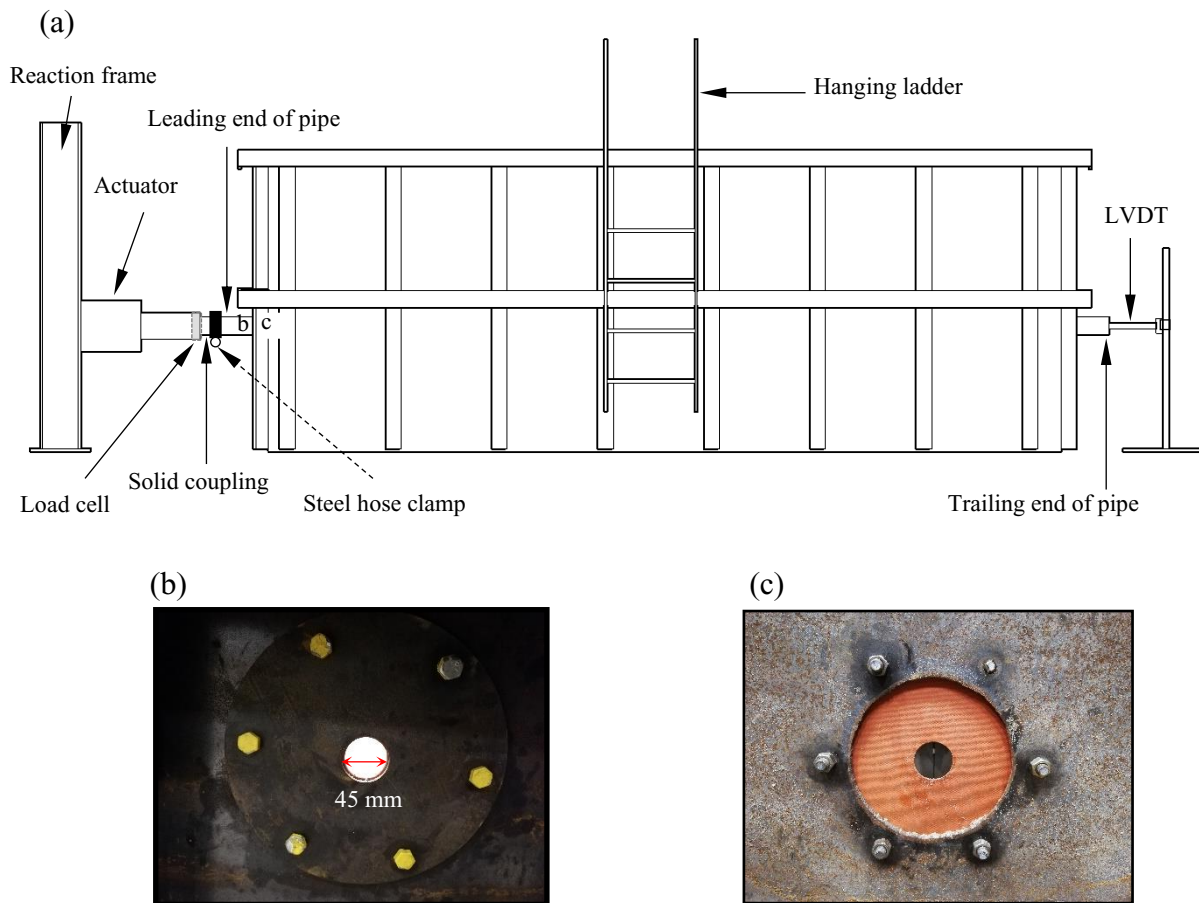 (a)
Reaction frame
Hanging ladder
Leading end of pipe
Actuator
LVDT
b
c
Solid coupling
Load cell
Steel hose clamp
Trailing end of pipe
(b)
(c)
45 mm